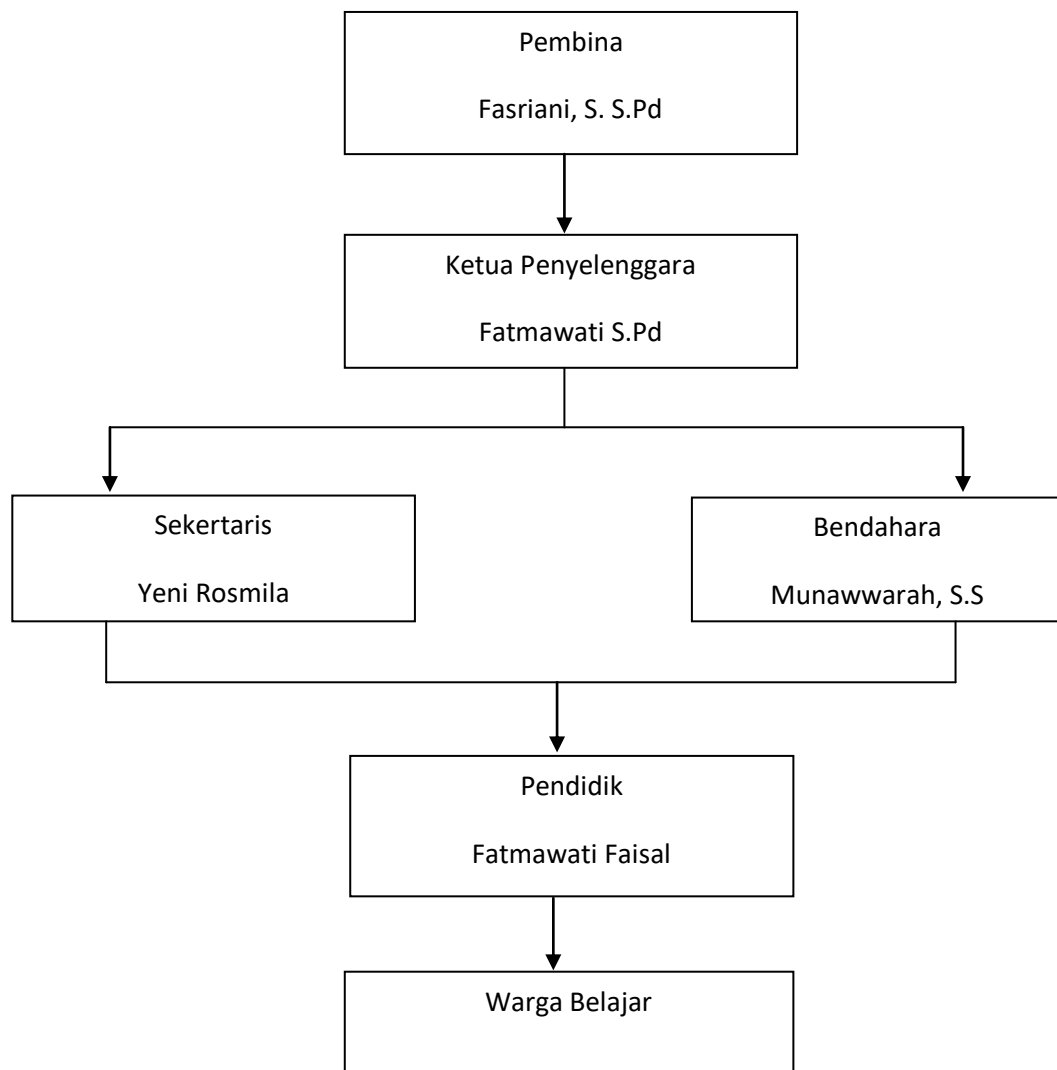 Pembina
Fasriani, S. S.Pd
Ketua Penyelenggara
Fatmawati S.Pd
Sekertaris
Yeni Rosmila
Bendahara
Munawwarah, S.S
Pendidik
Fatmawati Faisal
Warga Belajar